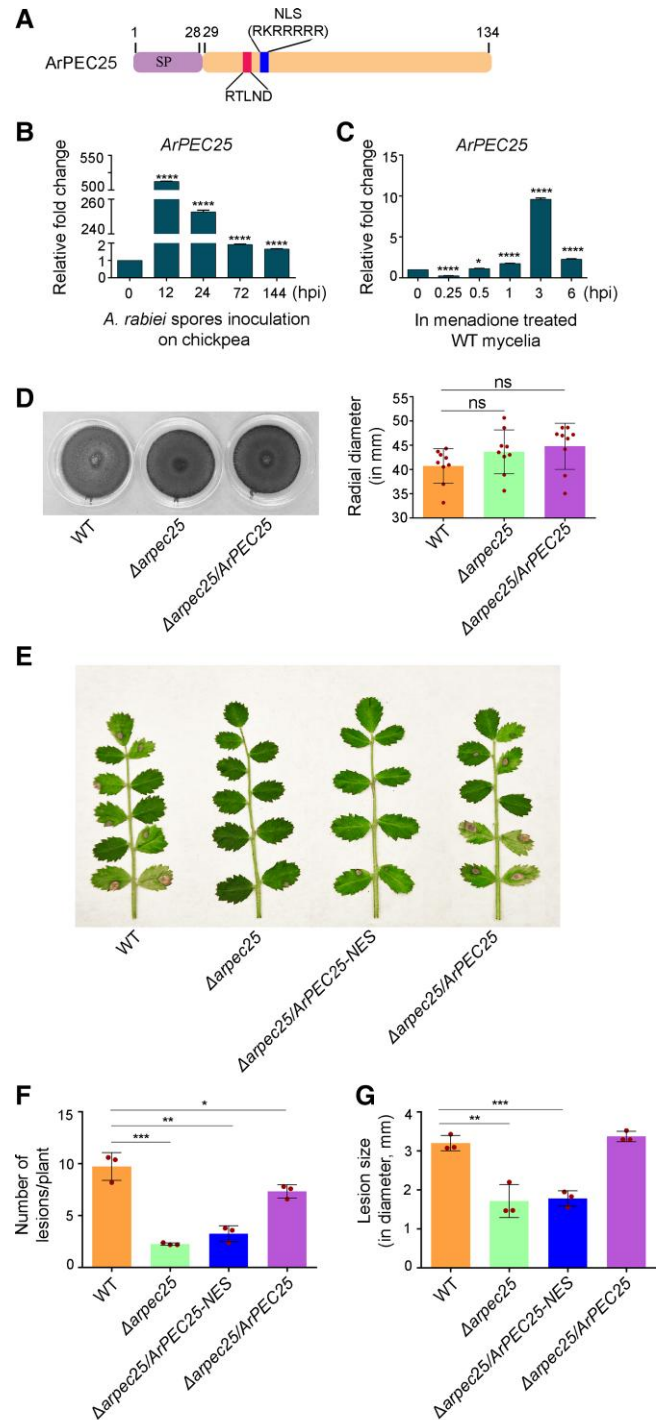 A
1
28
29
NLS
(RKRRRRR)
134
ArPEC25
SP
RTLND
B
ArPEC25
Relative fold change
550
500
260
240
2
1
0
****
****
****
****
0 12 24 72 144 (hpi)
A. rabiei spores inoculation
on chickpea
C
ArPEC25
Relative fold change
15
10
5
0
****
*
****
****
****
0 0.25 0.5 1 3 6 (hpi)
In menadione treated
WT mycelia
D
WT
Δarpec25
Δarpec25/ArPEC25
Radial diameter
(in mm)
55
50
45
40
35
30
ns
ns
WT
Δarpec25
Δarpec25/ArPEC25
E
WT
Δarpec25
Δarpec25/ArPEC25-NES
Δarpec25/ArPEC25
F
Number of
lesions/plant
15
10
5
0
*
**
***
WT
Δarpec25
Δarpec25/ArPEC25-NES
Δarpec25/ArPEC25
G
Lesion size
(in diameter, mm)
4
3
2
1
0
***
**
WT
Δarpec25
Δarpec25/ArPEC25-NES
Δarpec25/ArPEC25